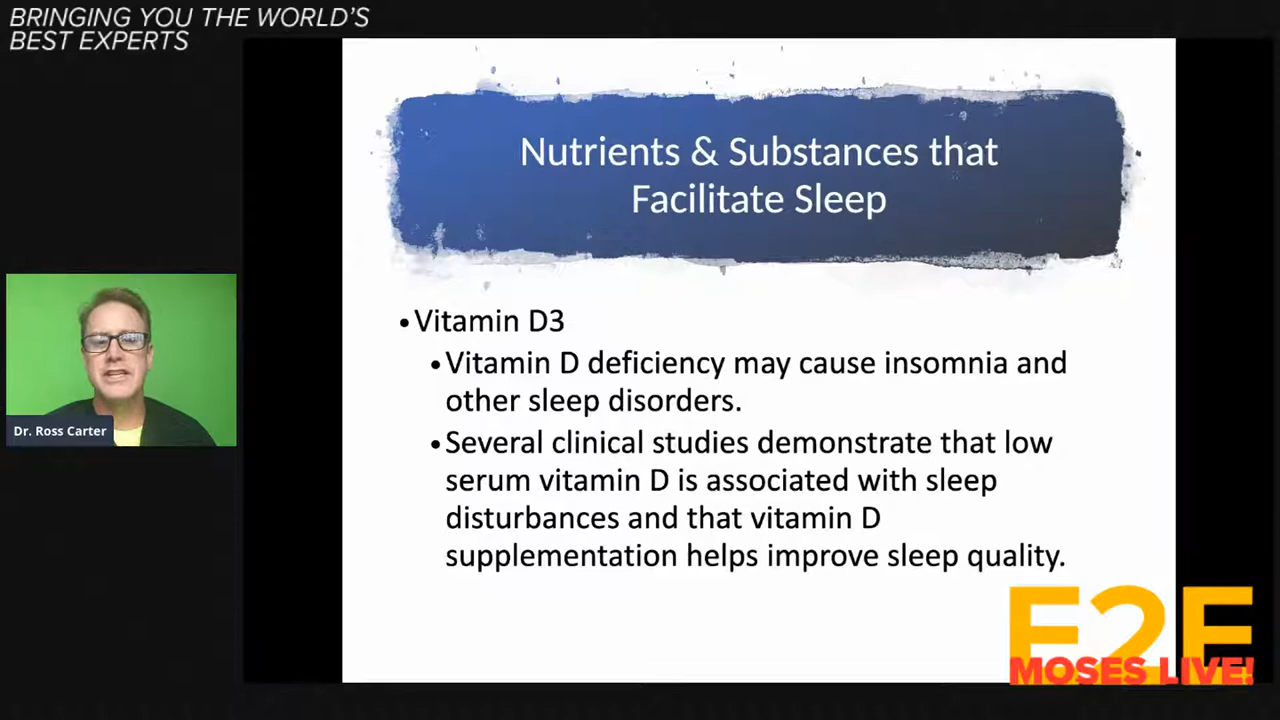 BRINGING YOU THE WORLD'S
BEST EXPERTS
Nutrients & Substances that
Facilitate Sleep
•Vitamin D3
•Vitamin D deficiency may cause insomnia and
other sleep disorders.
•Several clinical studies demonstrate that low
serum vitamin D is associated with sleep
disturbances and that vitamin D
supplementation helps improve sleep quality.
Dr. Ross Carter
E2E
MOSES LIVE!